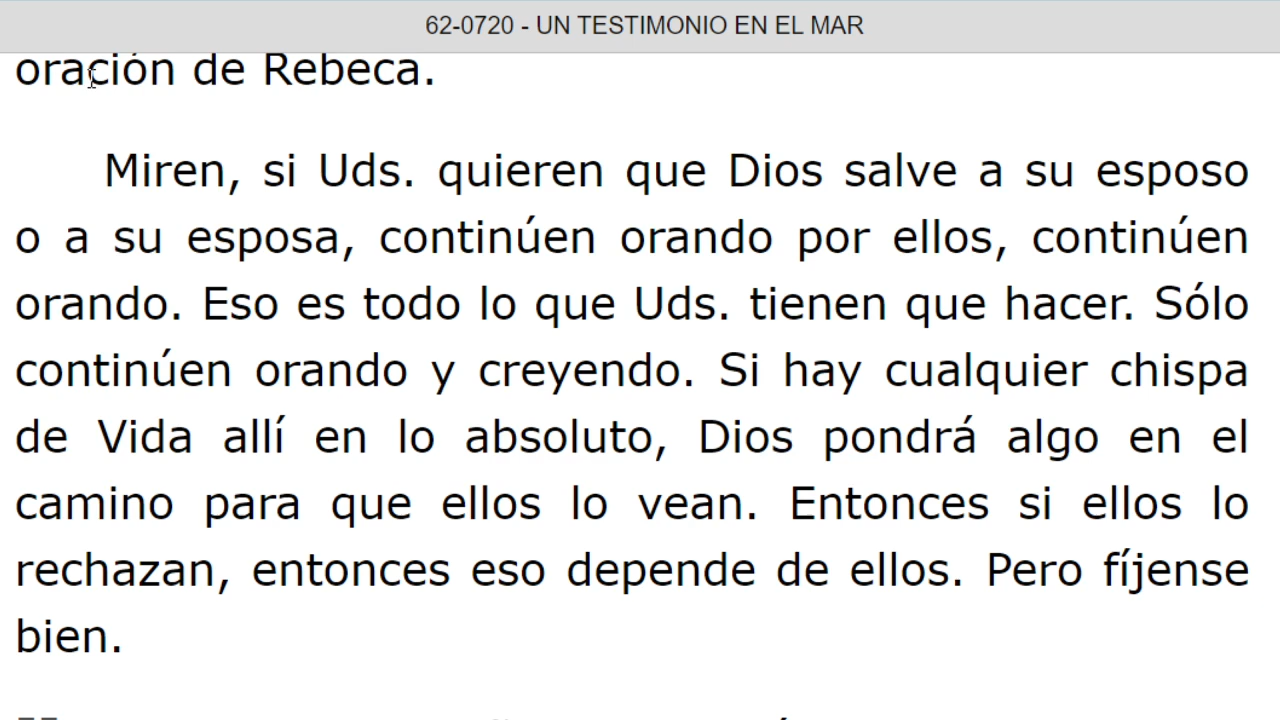 62-0720 - UN TESTIMONIO EN EL MAR
oración de Rebeca.
Miren, si Uds. quieren que Dios salve a su esposo
o a su esposa, continúen orando por ellos, continúen
orando. Eso es todo lo que Uds. tienen que hacer. Sólo
continúen orando y creyendo. Si hay cualquier chispa
de Vida allí en lo absoluto, Dios pondrá algo en el
camino para que ellos lo vean. Entonces si ellos lo
rechazan, entonces eso depende de ellos. Pero fíjense
bien.